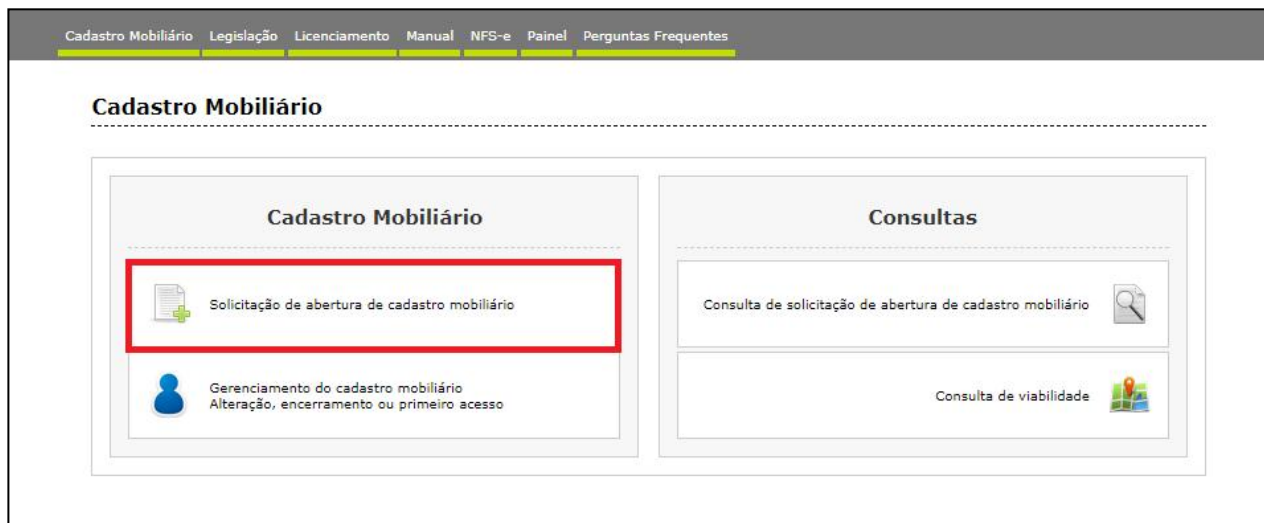 Cadastro Mobiliário Legislação Licenciamento Manual NFS-e Painel Perguntas Frequentes
Cadastro Mobiliário
Cadastro Mobiliário
Solicitação de abertura de cadastro mobiliário
Gerenciamento do cadastro mobiliário
Alteração, encerramento ou primeiro acesso
Consultas
Consulta de solicitação de abertura de cadastro mobiliário
Consulta de viabilidade